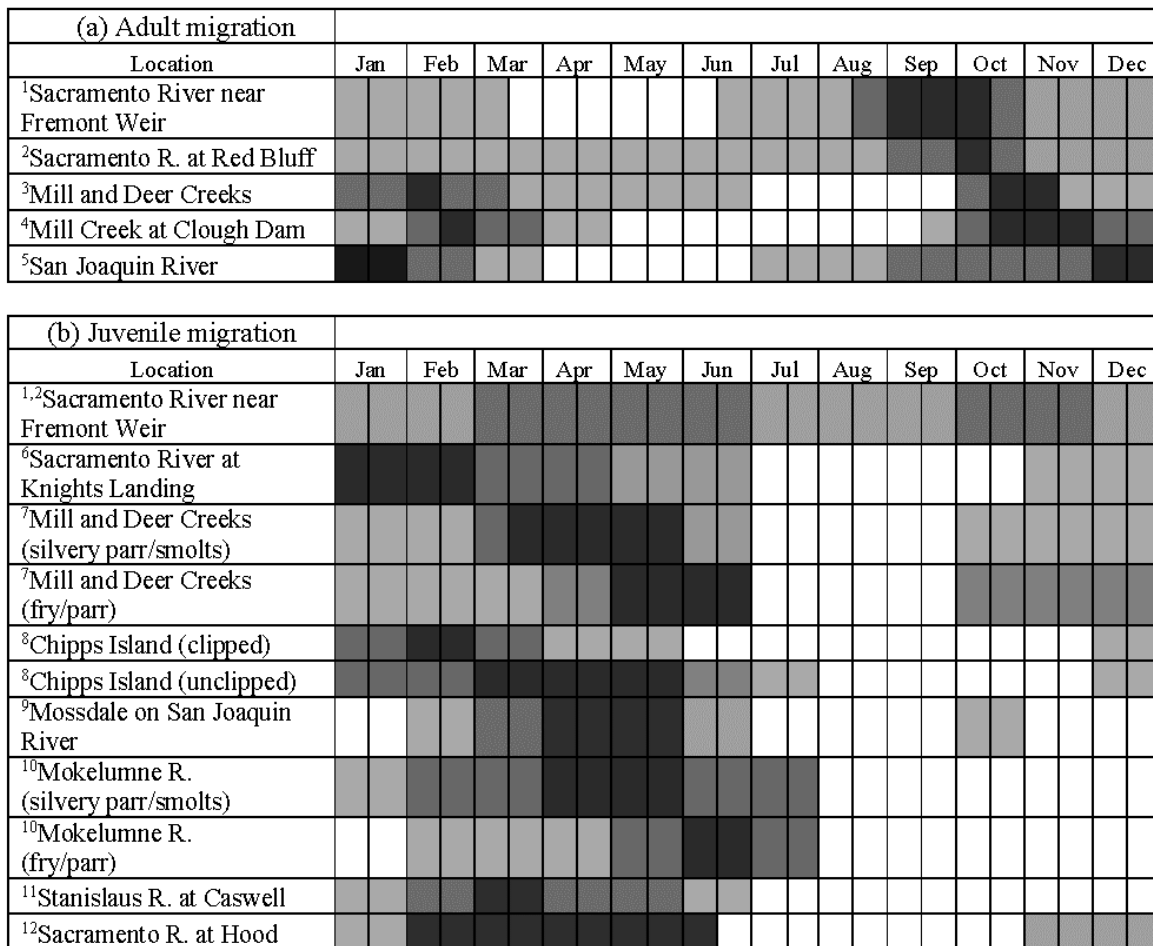 (a) Adult migration
Location Jan Feb Mar Apr May Jun Jul Aug Sep Oct Nov Dec
¹Sacramento River near
Fremont Weir
²Sacramento R. at Red Bluff
³Mill and Deer Creeks
⁴Mill Creek at Clough Dam
⁵San Joaquin River
(b) Juvenile migration
Location Jan Feb Mar Apr May Jun Jul Aug Sep Oct Nov Dec
¹,²Sacramento River near
Fremont Weir
⁶Sacramento River at
Knights Landing
⁷Mill and Deer Creeks
(silvery parr/smolts)
⁷Mill and Deer Creeks
(fry/parr)
⁸Chipps Island (clipped)
⁸Chipps Island (unclipped)
⁹Mossdale on San Joaquin
River
¹⁰Mokelumne R.
(silvery parr/smolts)
¹⁰Mokelumne R.
(fry/parr)
¹¹Stanislaus R. at Caswell
¹²Sacramento R. at Hood